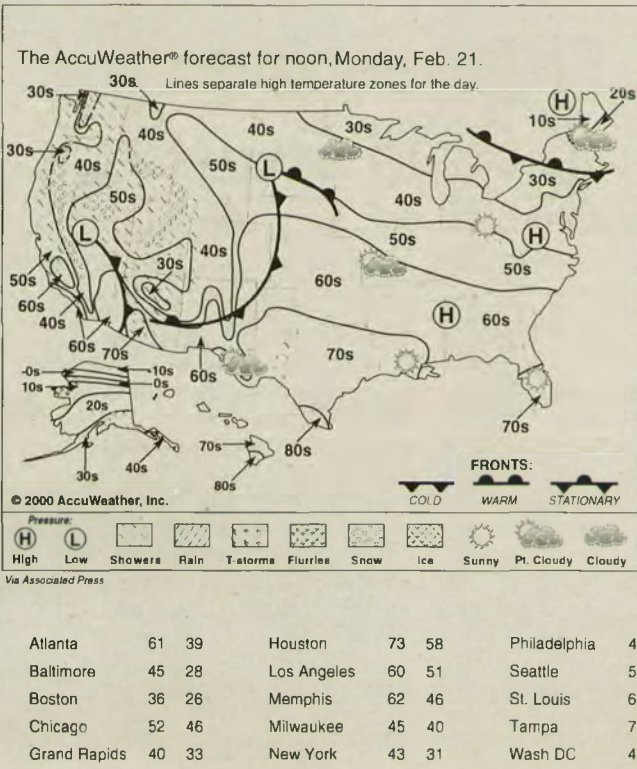 The AccuWeather® forecast for noon, Monday, Feb. 21.
Lines separate high temperature zones for the day.
30s
30s
20s
H
10s
40s
40s
30s
30s
40s
50s
L
30s
50s
40s
50s
H
L
40s
50s
30s
50s
60s
50s
60s
40s
H
60s
60s
70s
60s
70s
-0s
10s
10s
0s
20s
70s
30s
40s
70s
80s
80s
FRONTS:
COLD WARM STATIONARY
© 2000 AccuWeather, Inc.
Pressure:
H L
High Low Showers Rain T-storms Flurries Snow Ice Sunny Pt. Cloudy Cloudy
Via Associated Press
Atlanta 61 39 Houston 73 58 Philadelphia 4
Baltimore 45 28 Los Angeles 60 51 Seattle 5
Boston 36 26 Memphis 62 46 St. Louis 6
Chicago 52 46 Milwaukee 45 40 Tampa 7
Grand Rapids 40 33 New York 43 31 Wash DC 4